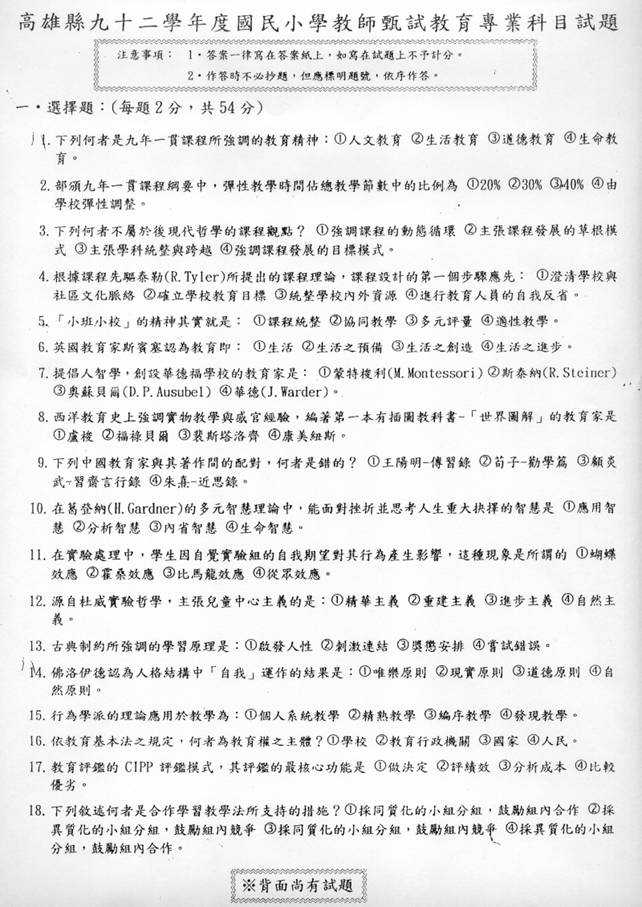 高雄縣九十二學年度國民小學教師甄試教育專業科目試題
注意事項： 1．答案一律寫在答案紙上，如寫在試題上不予計分。
2．作答時不必抄題，但應標明題號，依序作答。
一．選擇題：(每題2分，共54分)
1. 下列何者是九年一貫課程所強調的教育精神：①人文教育 ②生活教育 ③道德教育 ④生命教
育。
2. 部頒九年一貫課程綱要中，彈性教學時間佔總教學節數中的比例為 ①20% ②30% ③40% ④由
學校彈性調整。
3. 下列何者不屬於後現代哲學的課程觀點？ ①強調課程的動態循環 ②主張課程發展的草根模
式 ③主張學科統整與跨越 ④強調課程發展的目標模式。
4. 根據課程先驅泰勒(R.Tyler)所提出的課程理論，課程設計的第一個步驟應先： ①澄清學校與
社區文化脈絡 ②確立學校教育目標 ③統整學校內外資源 ④進行教育人員的自我反省。
5. 「小班小校」的精神其實就是： ①課程統整 ②協同教學 ③多元評量 ④適性教學。
6. 英國教育家斯賓塞認為教育即： ①生活 ②生活之預備 ③生活之創造 ④生活之進步。
7. 提倡人智學，創設華德福學校的教育家是： ①蒙特梭利(M.Montessori) ②斯泰納(R.Steiner)
③奧蘇貝爾(D.P.Ausubel) ④華德(J.Warder)。
8. 西洋教育史上強調實物教學與感官經驗，編著第一本有插圖教科書-「世界圖解」的教育家是
①盧梭 ②福祿貝爾 ③裴斯塔洛齊 ④康美紐斯。
9. 下列中國教育家與其著作間的配對，何者是錯的？ ①王陽明-傳習錄 ②荀子-勸學篇 ③顧炎
武-習齋言行錄 ④朱熹-近思錄。
10. 在葛登納(H.Gardner)的多元智慧理論中，能面對挫折並思考人生重大抉擇的智慧是 ①應用智
慧 ②分析智慧 ③內省智慧 ④生命智慧。
11. 在實驗處理中，學生因自覺實驗組的自我期望對其行為產生影響，這種現象是所謂的 ①蝴蝶
效應 ②霍桑效應 ③比馬龍效應 ④從眾效應。
12. 源自杜威實驗哲學，主張兒童中心主義的是：①精華主義 ②重建主義 ③進步主義 ④自然主
義。
13. 古典制約所強調的學習原理是：①啟發人性 ②刺激連結 ③獎懲安排 ④嘗試錯誤。
14. 佛洛伊德認為人格結構中「自我」運作的結果是：①唯樂原則 ②現實原則 ③道德原則 ④自
然原則。
15. 行為學派的理論應用於教學為：①個人系統教學 ②精熟教學 ③編序教學 ④發現教學。
16. 依教育基本法之規定，何者為教育權之主體？①學校 ②教育行政機關 ③國家 ④人民。
17. 教育評鑑的 CIPP 評鑑模式，其評鑑的最核心功能是 ①做決定 ②評績效 ③分析成本 ④比較
優劣。
18. 下列敘述何者是合作學習教學法所支持的措施？①採同質化的小組分組，鼓勵組內合作 ②採
異質化的小組分組，鼓勵組內競爭 ③採同質化的小組分組，鼓勵組內競爭 ④採異質化的小組
分組，鼓勵組內合作。
※背面尚有試題